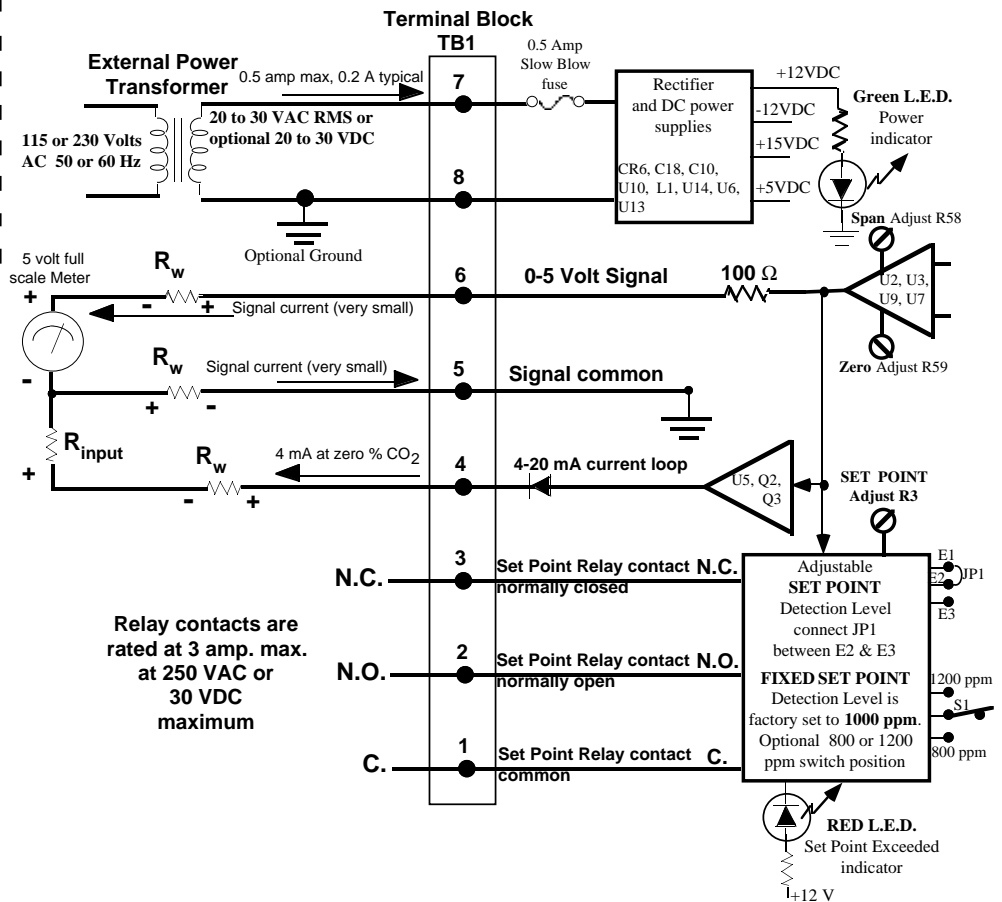 Terminal Block
TB1
External Power
Transformer
0.5 amp max, 0.2 A typical
7
0.5 Amp
Slow Blow
fuse
20 to 30 VAC RMS or
optional 20 to 30 VDC
115 or 230 Volts
AC 50 or 60 Hz
8
Optional Ground
Rectifier
and DC power
supplies
CR6, C18, C10,
U10, L1, U14, U6,
U13
+12VDC
-12VDC
+15VDC
+5VDC
Green L.E.D.
Power
indicator
Span Adjust R58
U2, U3,
U9, U7
Zero Adjust R59
5 volt full
scale Meter
+
-
Rw
- +
Signal current (very small)
6
0-5 Volt Signal
100 Ω
Rw
+ -
Signal current (very small)
5
Signal common
Rinput
+
Rw
- +
4 mA at zero % CO2
4
4-20 mA current loop
U5, Q2,
Q3
SET POINT
Adjust R3
N.C.
3
Set Point Relay contact N.C.
normally closed
N.O.
2
Set Point Relay contact N.O.
normally open
C.
1
Set Point Relay contact C.
common
Relay contacts are
rated at 3 amp. max.
at 250 VAC or
30 VDC
maximum
Adjustable
SET POINT
Detection Level
connect JP1
between E2 & E3
FIXED SET POINT
Detection Level is
factory set to 1000 ppm.
Optional 800 or 1200
ppm switch position
E1
E2
JP1
E3
1200 ppm
S1
800 ppm
RED L.E.D.
Set Point Exceeded
indicator
+12 V